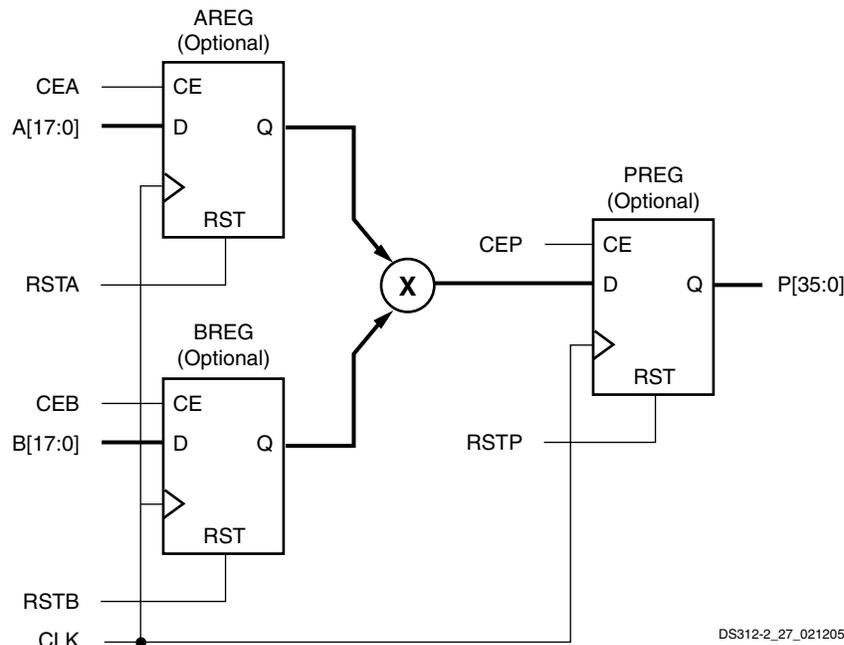 AREG
(Optional)
CEA
CE
A[17:0]
D
Q
RST
RSTA
BREG
(Optional)
CEB
CE
B[17:0]
D
Q
RST
RSTB
CLK
X
PREG
(Optional)
CEP
CE
D
Q
P[35:0]
RST
RSTP
DS312-2_27_021205